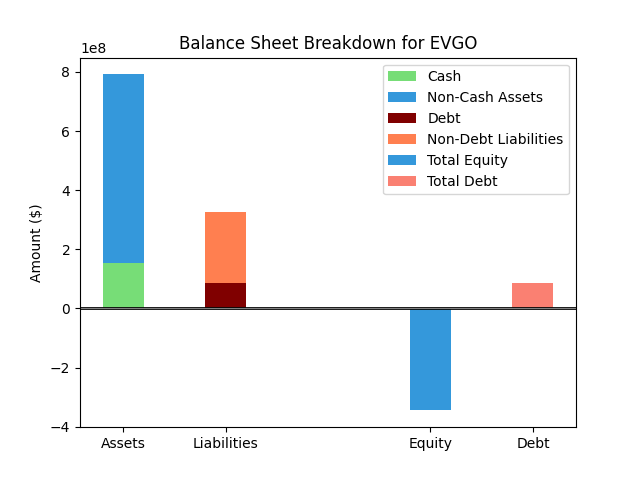 Balance Sheet Breakdown for EVGO
1e8
Cash
Non-Cash Assets
Debt
Non-Debt Liabilities
Total Equity
Total Debt
Amount ($)
8
6
4
2
0
−2
−4
Assets
Liabilities
Equity
Debt